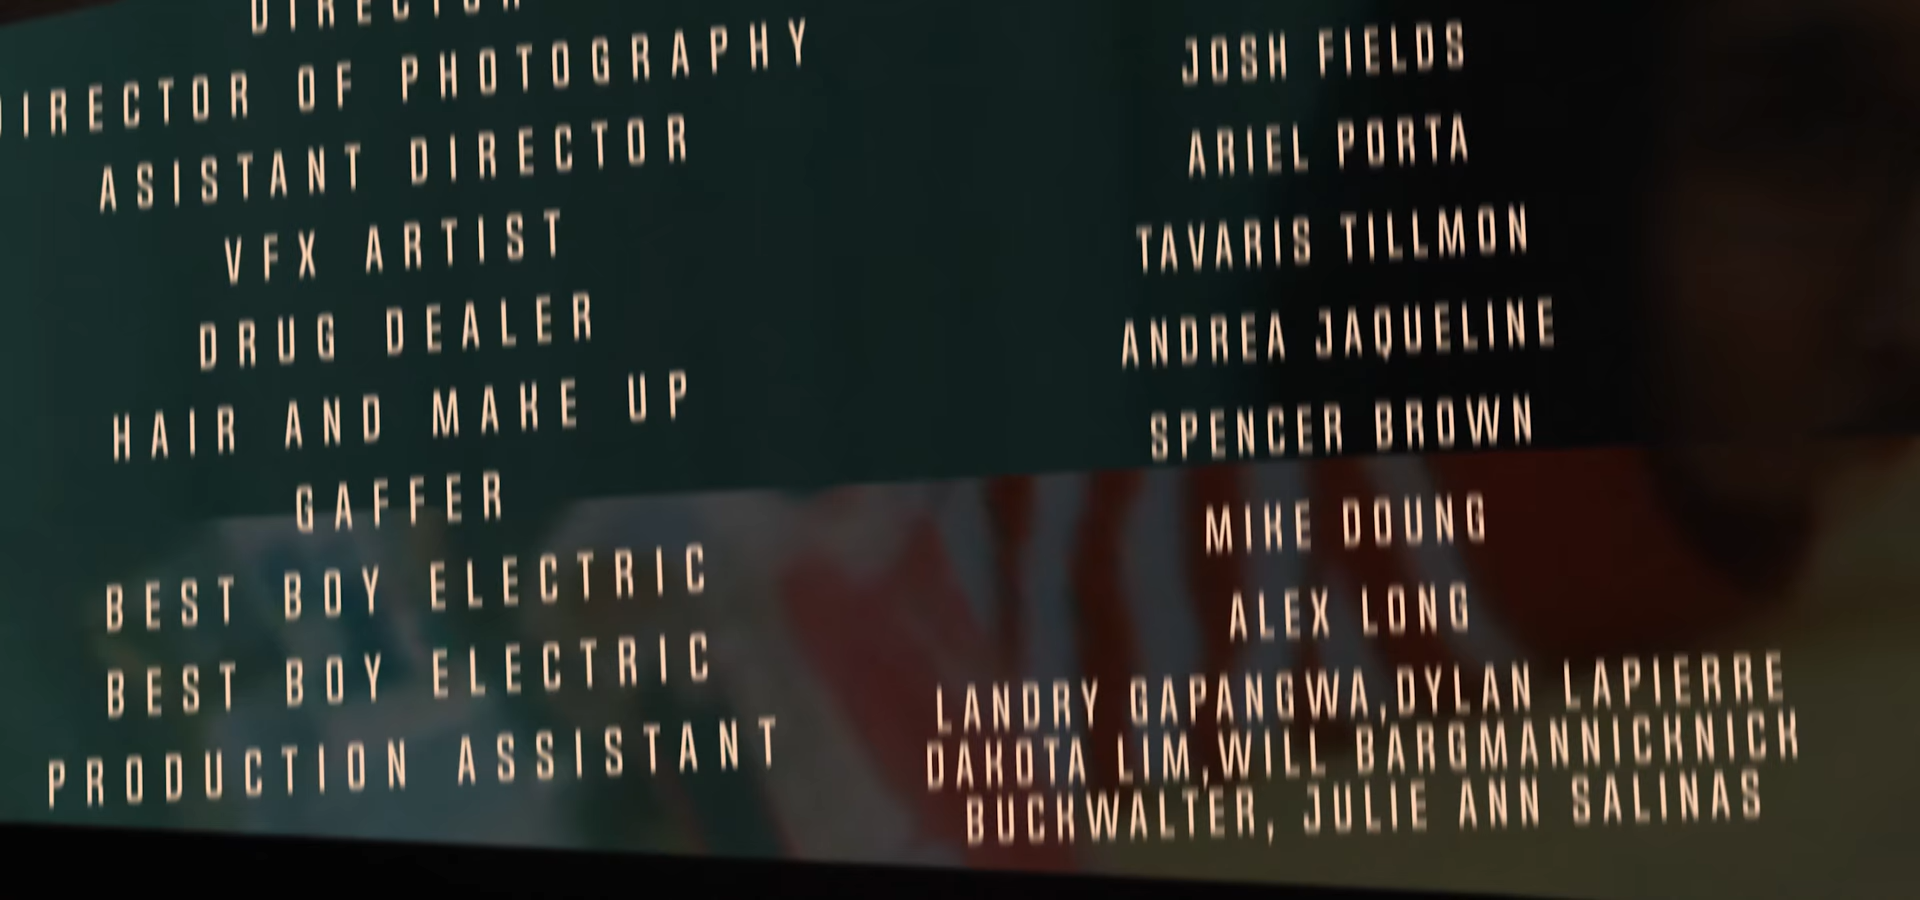 DIRECTOR
DIRECTOR OF PHOTOGRAPHY
ASISTANT DIRECTOR
VFX ARTIST
DRUG DEALER
HAIR AND MAKE UP
GAFFER
BEST BOY ELECTRIC
BEST BOY ELECTRIC
PRODUCTION ASSISTANT
JOSH FIELDS
ARIEL PORTA
TAVARIS TILLMON
ANDREA JAQUELINE
SPENCER BROWN
MIKE DOUNG
ALEX LONG
LANDRY GAPANGWA,DYLAN LAPIERRE
DAKOTA LIM,WILL BARGMANNICKNICK
BUCKWALTER, JULIE ANN SALINAS